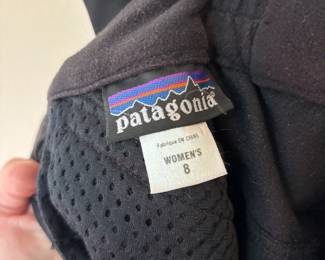 patagonia
Fabriqué EN CHINE
WOMEN'S
8